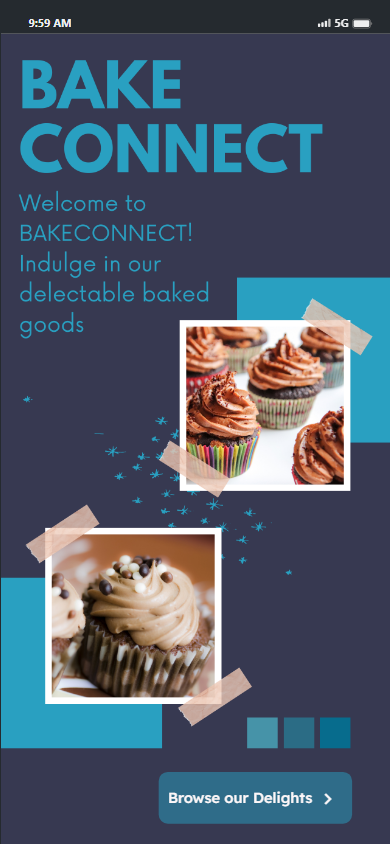 9:59 AM
5G
BAKE
CONNECT
Welcome to
BAKECONNECT!
Indulge in our
delectable baked
goods
Browse our Delights